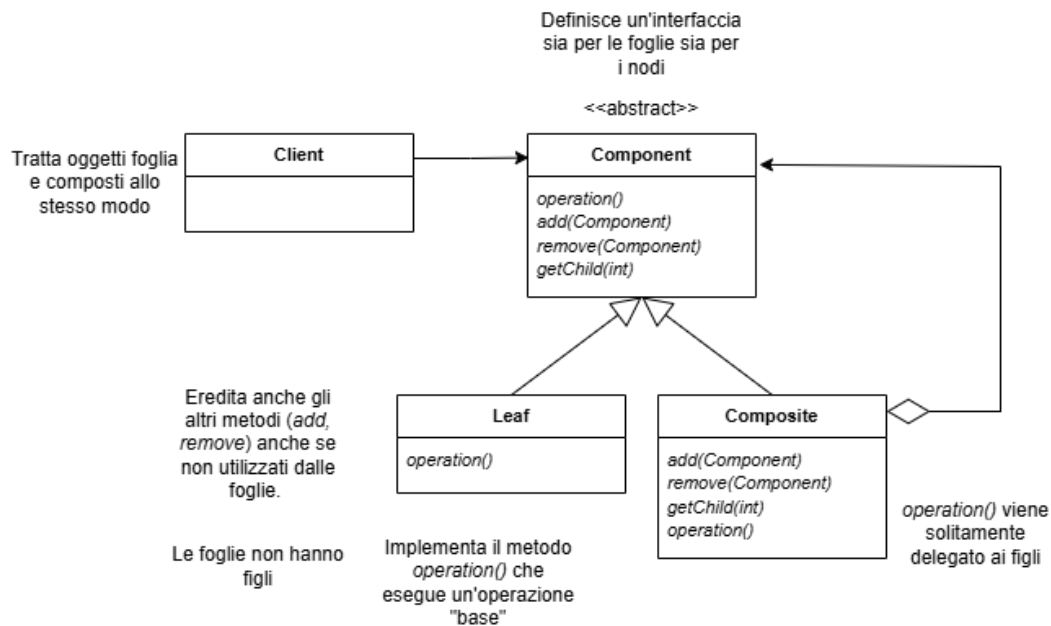 Definisce un'interfaccia
sia per le foglie sia per
i nodi
<<abstract>>
Tratta oggetti foglia
e composti allo
stesso modo
Client
Component
operation()
add(Component)
remove(Component)
getChild(int)
Eredita anche gli
altri metodi (add,
remove) anche se
non utilizzati dalle
foglie.
Le foglie non hanno
figli
Leaf
operation()
Implementa il metodo
operation() che
esegue un'operazione
"base"
Composite
add(Component)
remove(Component)
getChild(int)
operation()
operation() viene
solitamente
delegato ai figli